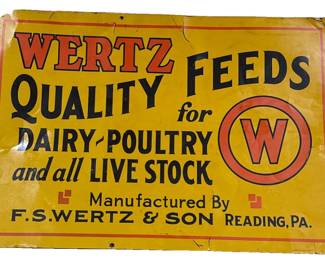 WERTZ
QUALITY FEEDS
for
DAIRY-POULTRY
and all LIVE STOCK
W
Manufactured By
F.S. WERTZ & SON READING, PA.